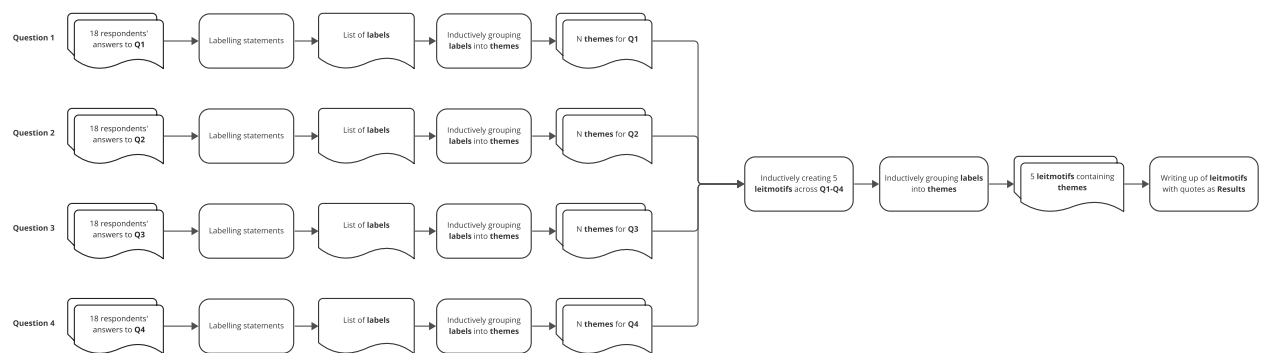 Question 1
18 respondents'
answers to Q1
Labelling statements
List of labels
Inductively grouping
labels into themes
N themes for Q1
Question 2
18 respondents'
answers to Q2
Labelling statements
List of labels
Inductively grouping
labels into themes
N themes for Q2
Inductively creating 5
leitmotifs across Q1-Q4
Inductively grouping labels
into themes
5 leitmotifs containing
themes
Writing up of leitmotifs
with quotes as Results
Question 3
18 respondents'
answers to Q3
Labelling statements
List of labels
Inductively grouping
labels into themes
N themes for Q3
Question 4
18 respondents'
answers to Q4
Labelling statements
List of labels
Inductively grouping
labels into themes
N themes for Q4